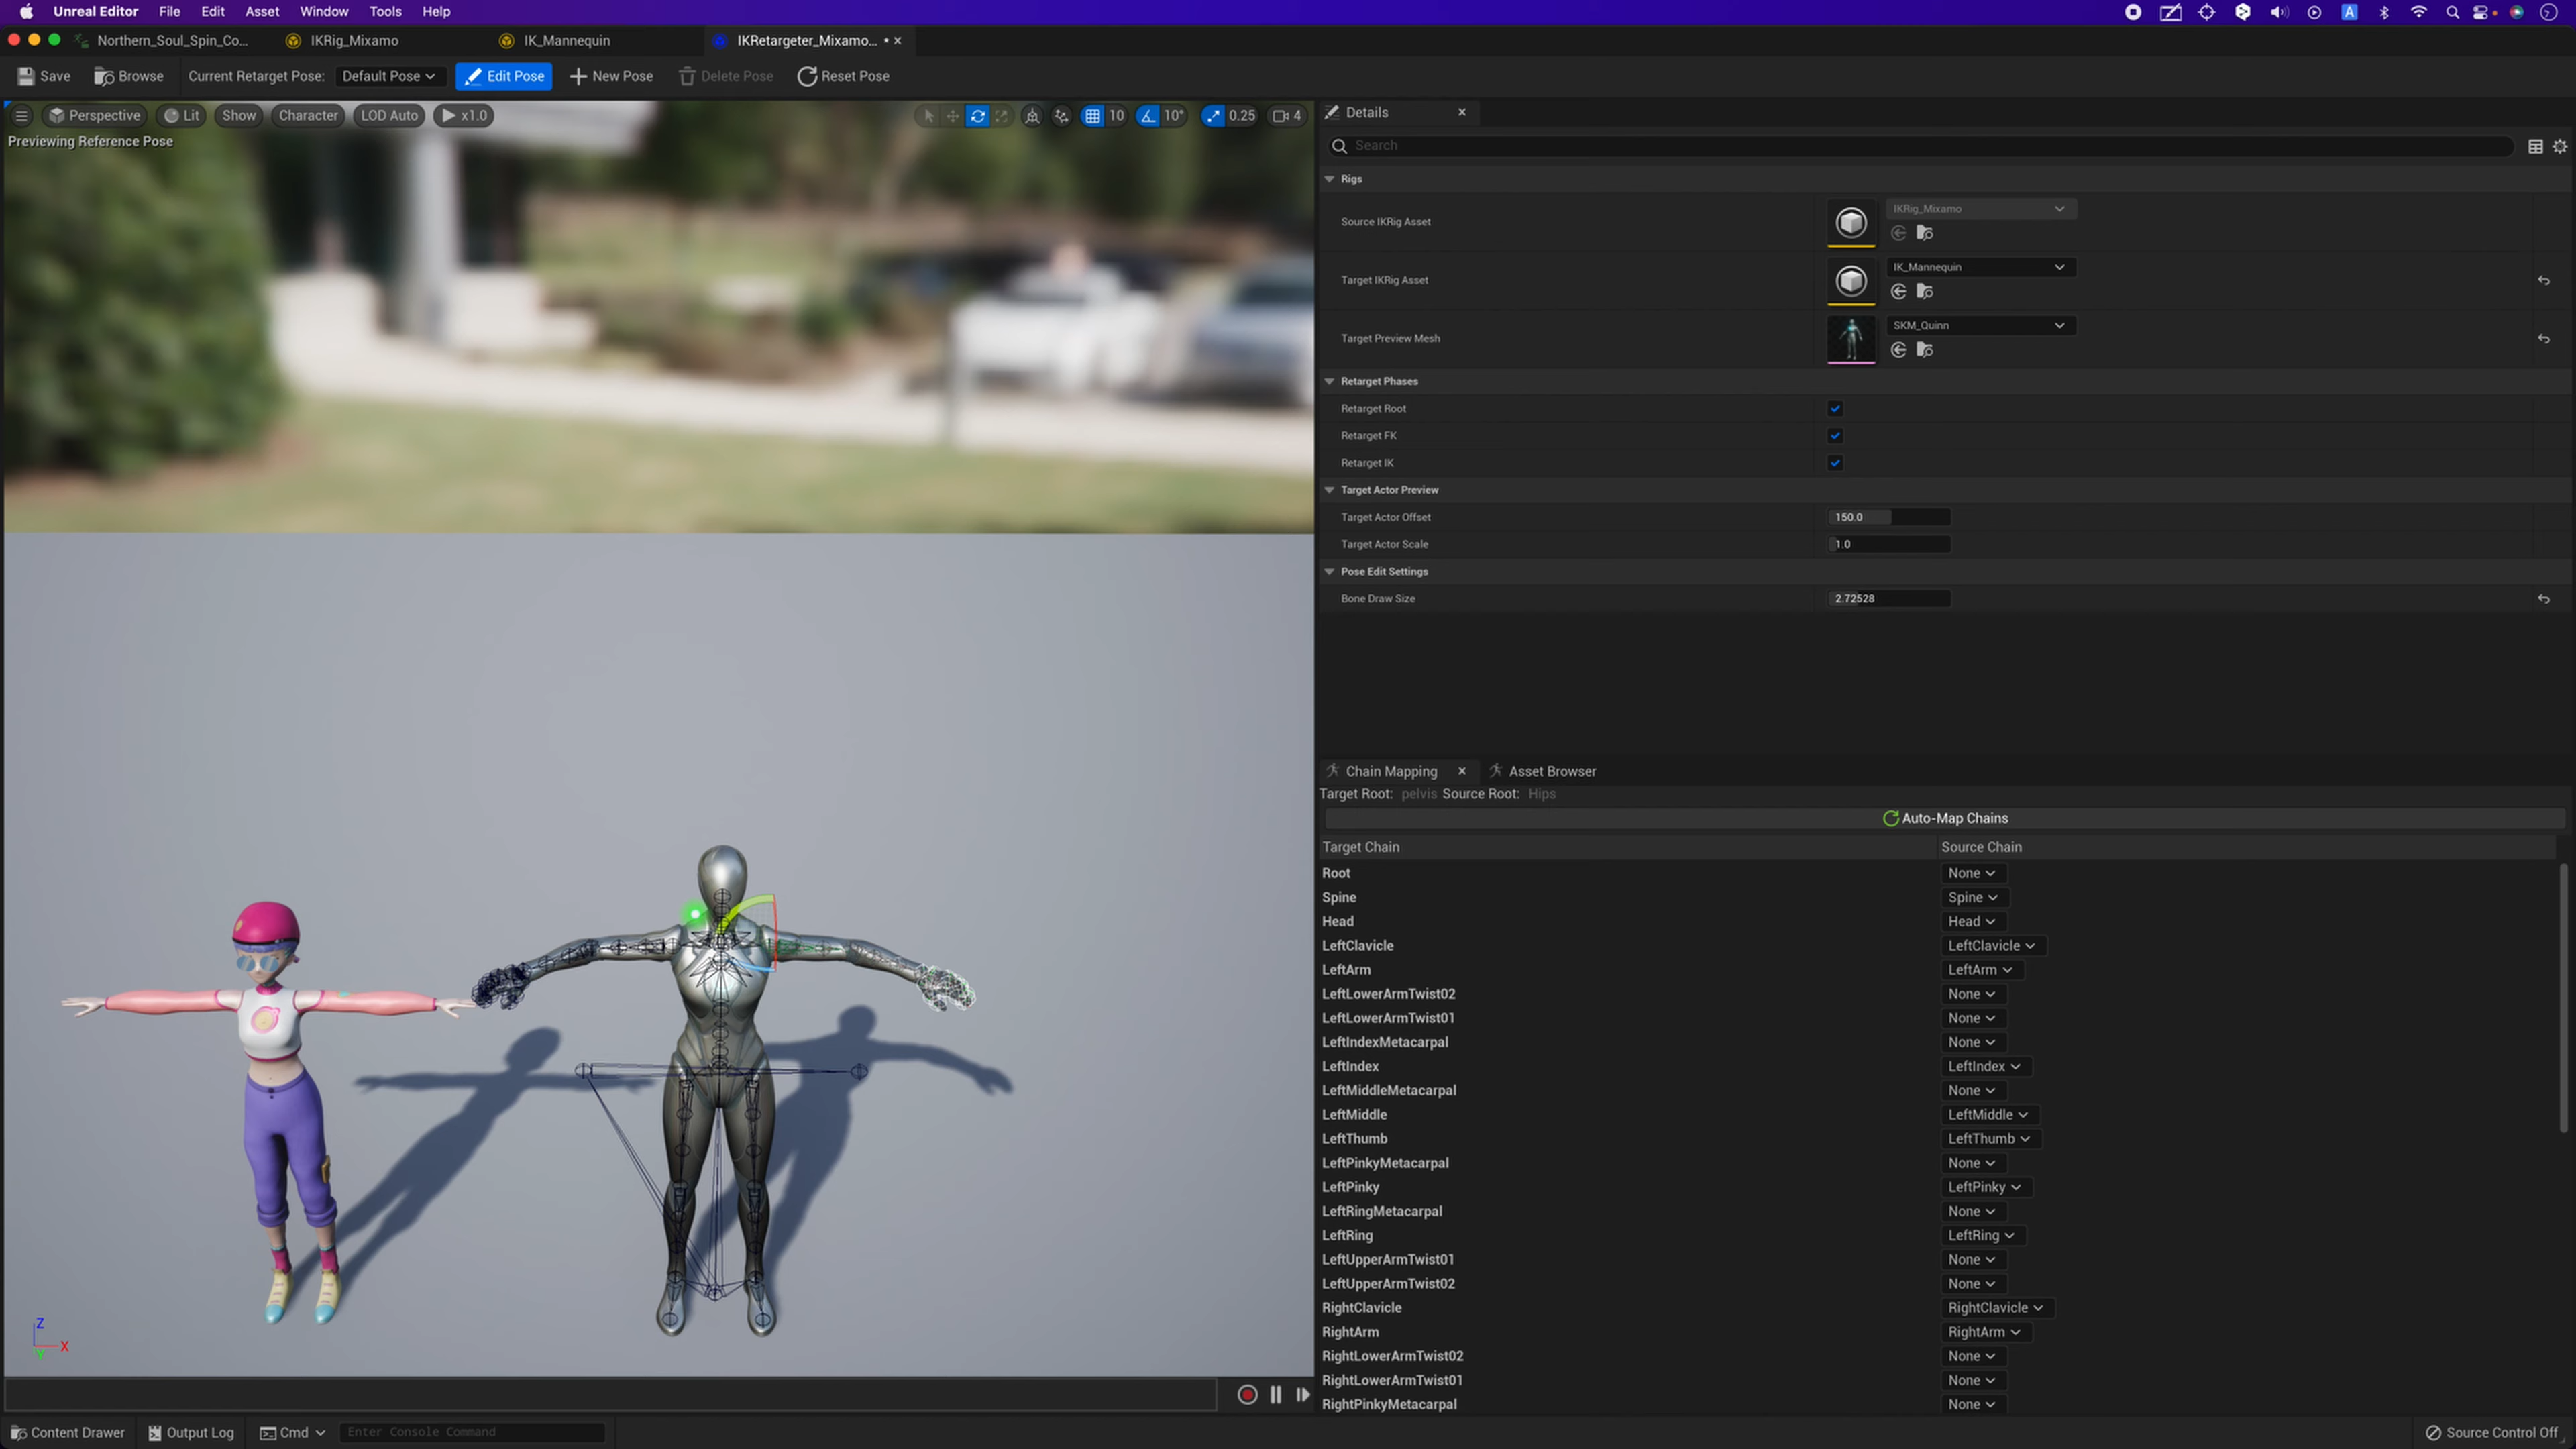 Unreal Editor File Edit Asset Window Tools Help
Northern_Soul_Spin_Co... IKRig_Mixamo IK_Mannequin IKRetargeter_Mixamo... •
Save Browse Current Retarget Pose: Default Pose Edit Pose New Pose Delete Pose Reset Pose
Perspective Lit Show Character LOD Auto x1.0 10 10° 0.25 4
Previewing Reference Pose
Z
X
Y
Details
Search
Rigs
Source IKRig Asset IKRig_Mixamo
Target IKRig Asset IK_Mannequin
Target Preview Mesh SKM_Quinn
Retarget Phases
Retarget Root
Retarget FK
Retarget IK
Target Actor Preview
Target Actor Offset 150.0
Target Actor Scale 1.0
Pose Edit Settings
Bone Draw Size 2.72528
Chain Mapping Asset Browser
Target Root: pelvis Source Root: Hips
Auto-Map Chains
Target Chain Source Chain
Root None
Spine Spine
Head Head
LeftClavicle LeftClavicle
LeftArm LeftArm
LeftLowerArmTwist02 None
LeftLowerArmTwist01 None
LeftIndexMetacarpal None
LeftIndex LeftIndex
LeftMiddleMetacarpal None
LeftMiddle LeftMiddle
LeftThumb LeftThumb
LeftPinkyMetacarpal None
LeftPinky LeftPinky
LeftRingMetacarpal None
LeftRing LeftRing
LeftUpperArmTwist01 None
LeftUpperArmTwist02 None
RightClavicle RightClavicle
RightArm RightArm
RightLowerArmTwist02 None
RightLowerArmTwist01 None
RightPinkyMetacarpal None
Content Drawer Output Log Cmd Enter Console Command Source Control Off